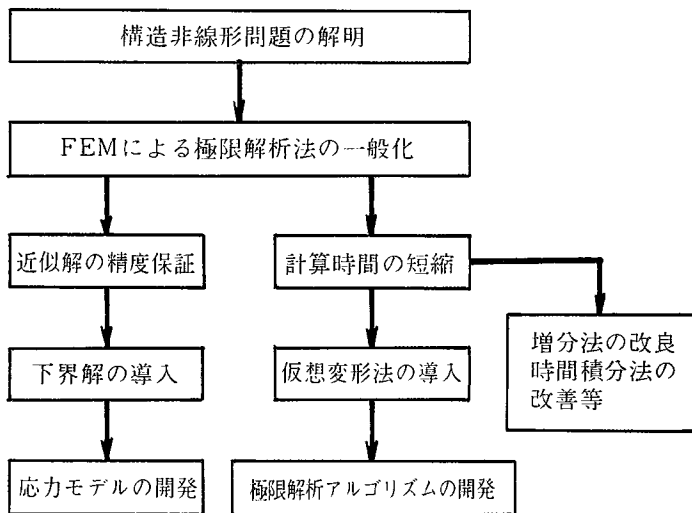 構造非線形問題の解明
FEMによる極限解析法の一般化
近似解の精度保証
計算時間の短縮
増分法の改良
時間積分法の
改善等
下界解の導入
仮想変形法の導入
応力モデルの開発
極限解析アルゴリズムの開発